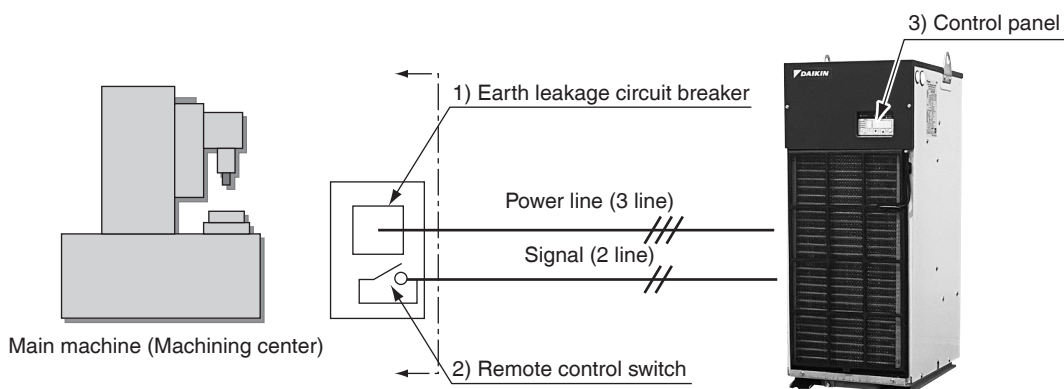 3) Control panel
DAIKIN
1) Earth leakage circuit breaker
Power line (3 line)
Signal (2 line)
Main machine (Machining center)
2) Remote control switch